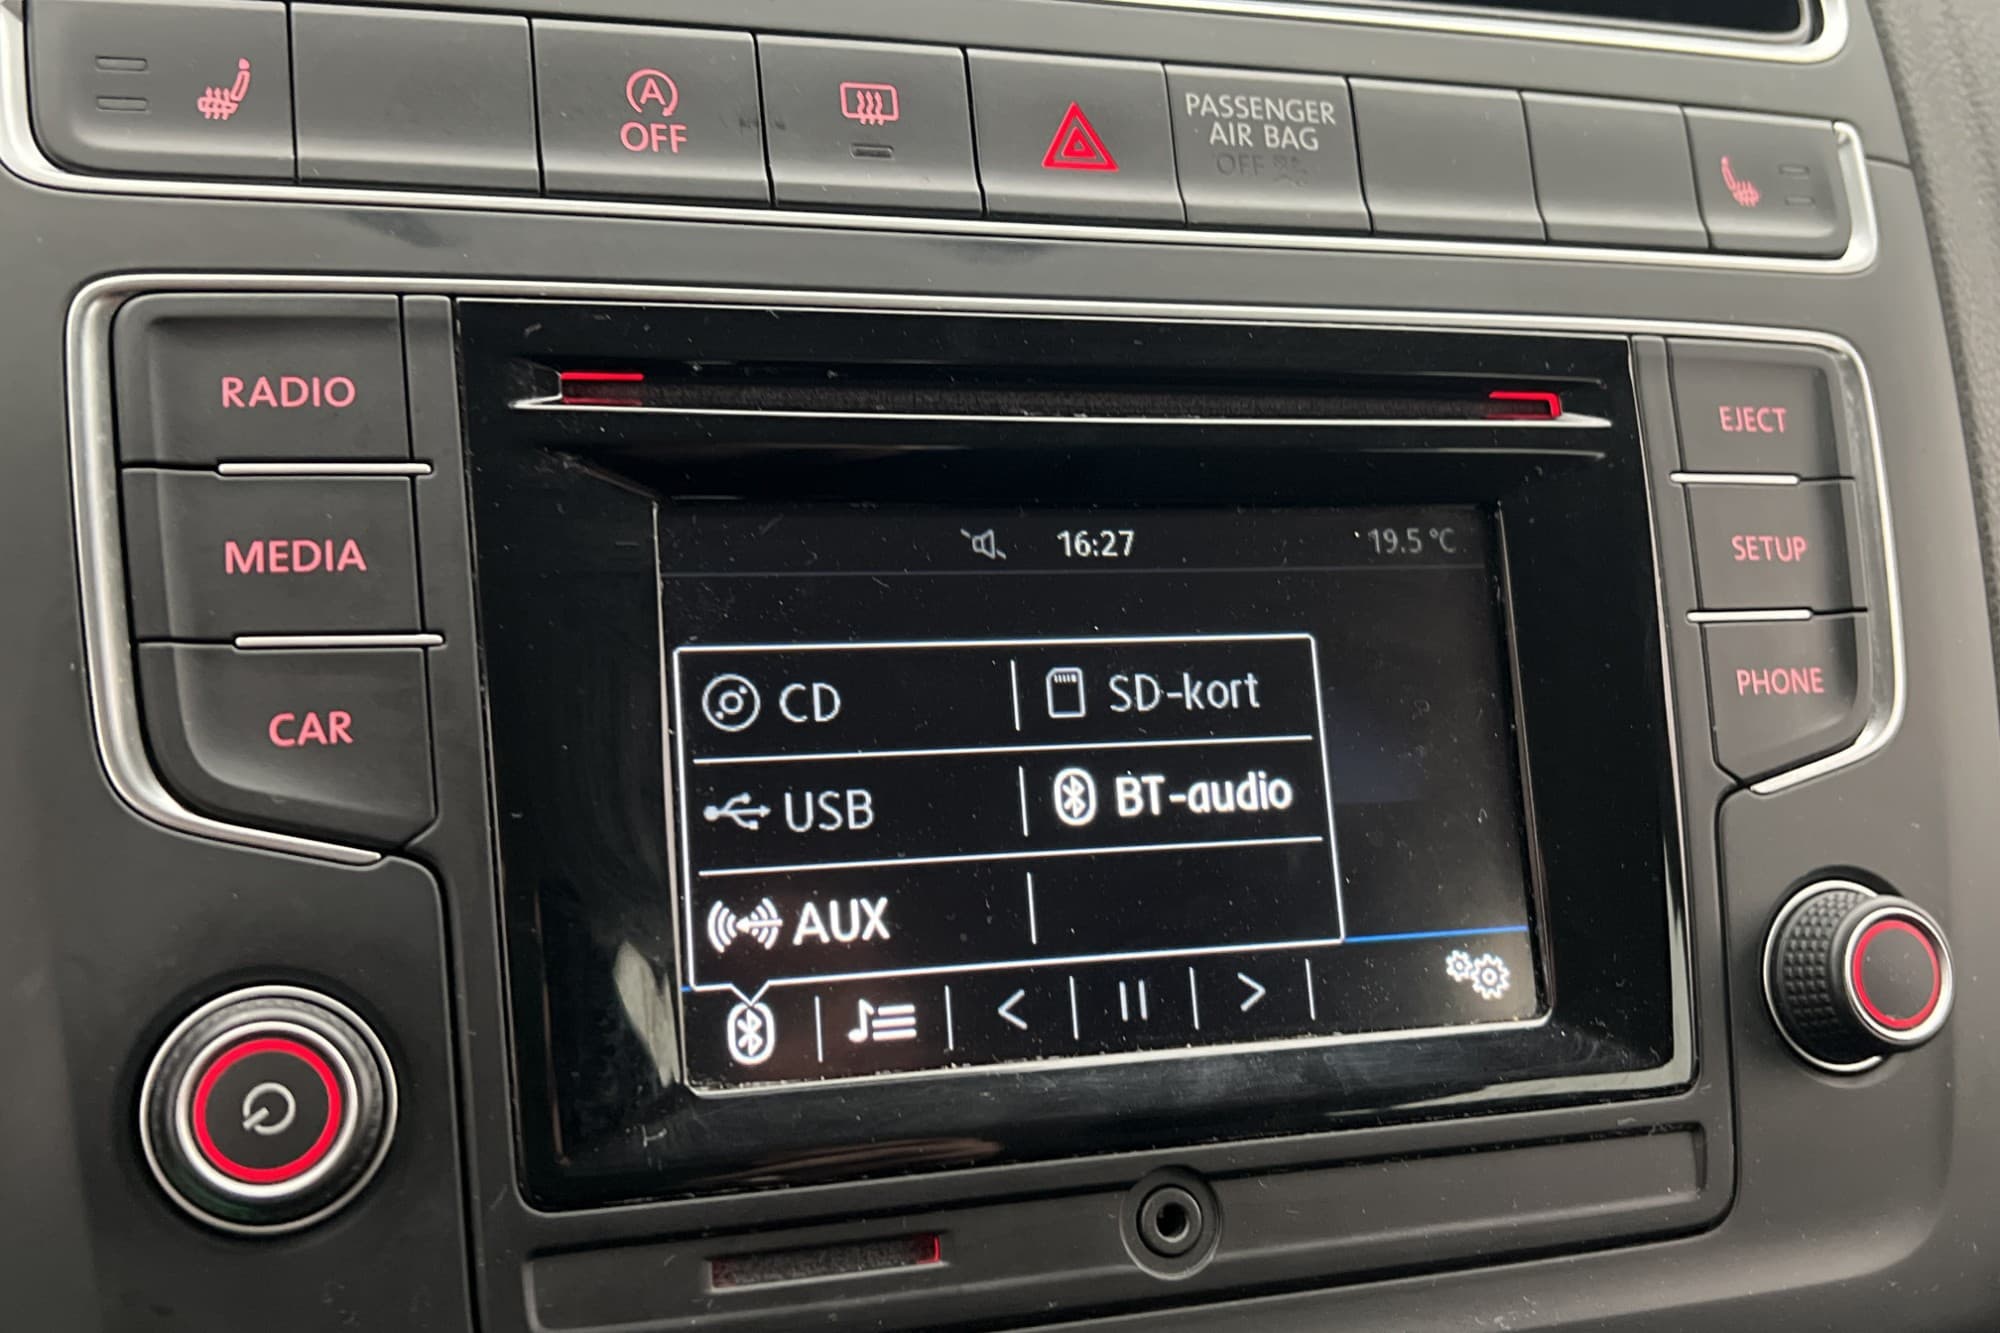 OFF
PASSENGER
AIR BAG
OFF
RADIO
MEDIA
CAR
EJECT
SETUP
PHONE
16:27
19.5 °C
CD
SD-kort
USB
BT-audio
AUX